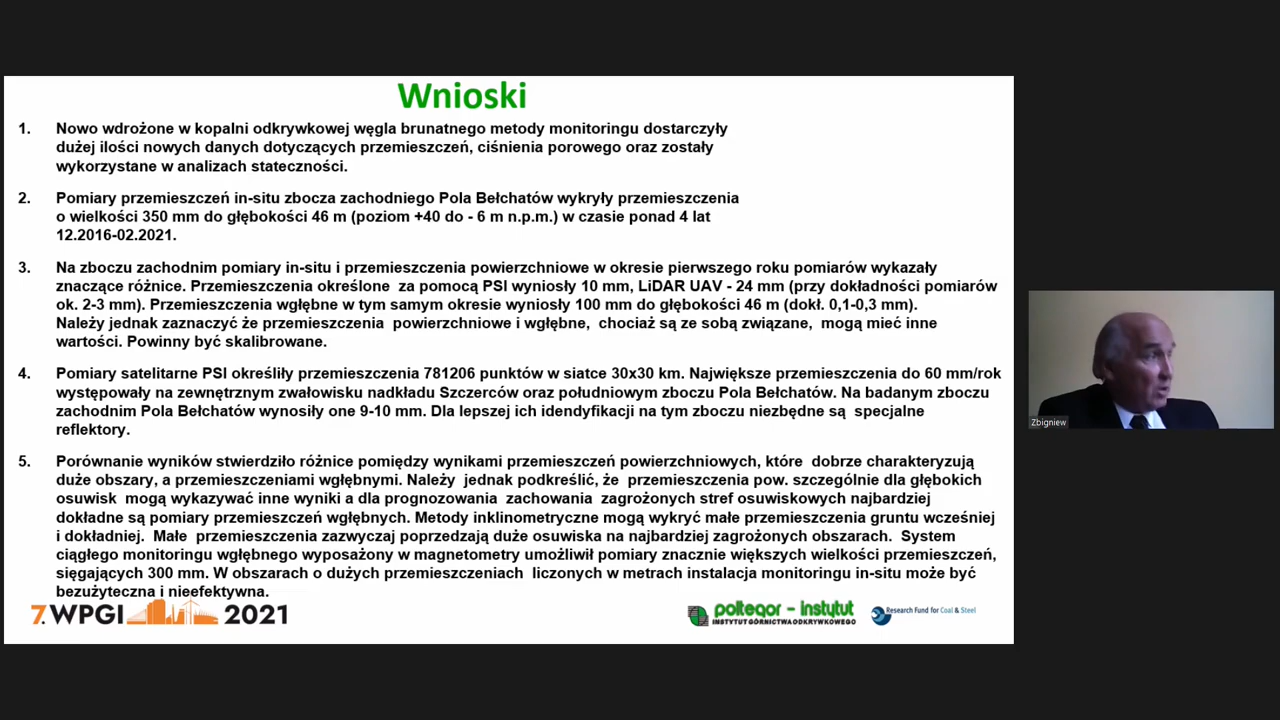 Wnioski
1. Nowo wdrożone w kopalni odkrywkowej węgla brunatnego metody monitoringu dostarczyły
dużej ilości nowych danych dotyczących przemieszczeń, ciśnienia porowego oraz zostały
wykorzystane w analizach stateczności.
2. Pomiary przemieszczeń in-situ zbocza zachodniego Pola Bełchatów wykryły przemieszczenia
o wielkości 350 mm do głębokości 46 m (poziom +40 do - 6 m n.p.m.) w czasie ponad 4 lat
12.2016-02.2021.
3. Na zboczu zachodnim pomiary in-situ i przemieszczenia powierzchniowe w okresie pierwszego roku pomiarów wykazały
znaczące różnice. Przemieszczenia określone za pomocą PSI wyniosły 10 mm, LiDAR UAV - 24 mm (przy dokładności pomiarów
ok. 2-3 mm). Przemieszczenia wgłębne w tym samym okresie wyniosły 100 mm do głębokości 46 m (dokł. 0,1-0,3 mm).
Należy jednak zaznaczyć że przemieszczenia powierzchniowe i wgłębne, chociaż są ze sobą związane, mogą mieć inne
wartości. Powinny być skalibrowane.
4. Pomiary satelitarne PSI określiły przemieszczenia 781206 punktów w siatce 30x30 km. Największe przemieszczenia do 60 mm/rok
występowały na zewnętrznym zwałowisku nadkładu Szczerców oraz południowym zboczu Pola Bełchatów. Na badanym zboczu
zachodnim Pola Bełchatów wynosiły one 9-10 mm. Dla lepszej ich idendyfikacji na tym zboczu niezbędne są specjalne
reflektory.
5. Porównanie wyników stwierdziło różnice pomiędzy wynikami przemieszczeń powierzchniowych, które dobrze charakteryzują
duże obszary, a przemieszczeniami wgłębnymi. Należy jednak podkreślić, że przemieszczenia pow. szczególnie dla głębokich
osuwisk mogą wykazywać inne wyniki a dla prognozowania zachowania zagrożonych stref osuwiskowych najbardziej
dokładne są pomiary przemieszczeń wgłębnych. Metody inklinometryczne mogą wykryć małe przemieszczenia gruntu wcześniej
i dokładniej. Małe przemieszczenia zazwyczaj poprzedzają duże osuwiska na najbardziej zagrożonych obszarach. System
ciągłego monitoringu wgłębnego wyposażony w magnetometry umożliwił pomiary znacznie większych wielkości przemieszczeń,
sięgających 300 mm. W obszarach o dużych przemieszczeniach liczonych w metrach instalacja monitoringu in-situ może być
bezużyteczna i nieefektywna.
7. WPGI 2021
poltegor - instytut
INSTYTUT GÓRNICTWA ODKRYWKOWEGO
Research Fund for Coal & Steel
Zbigniew